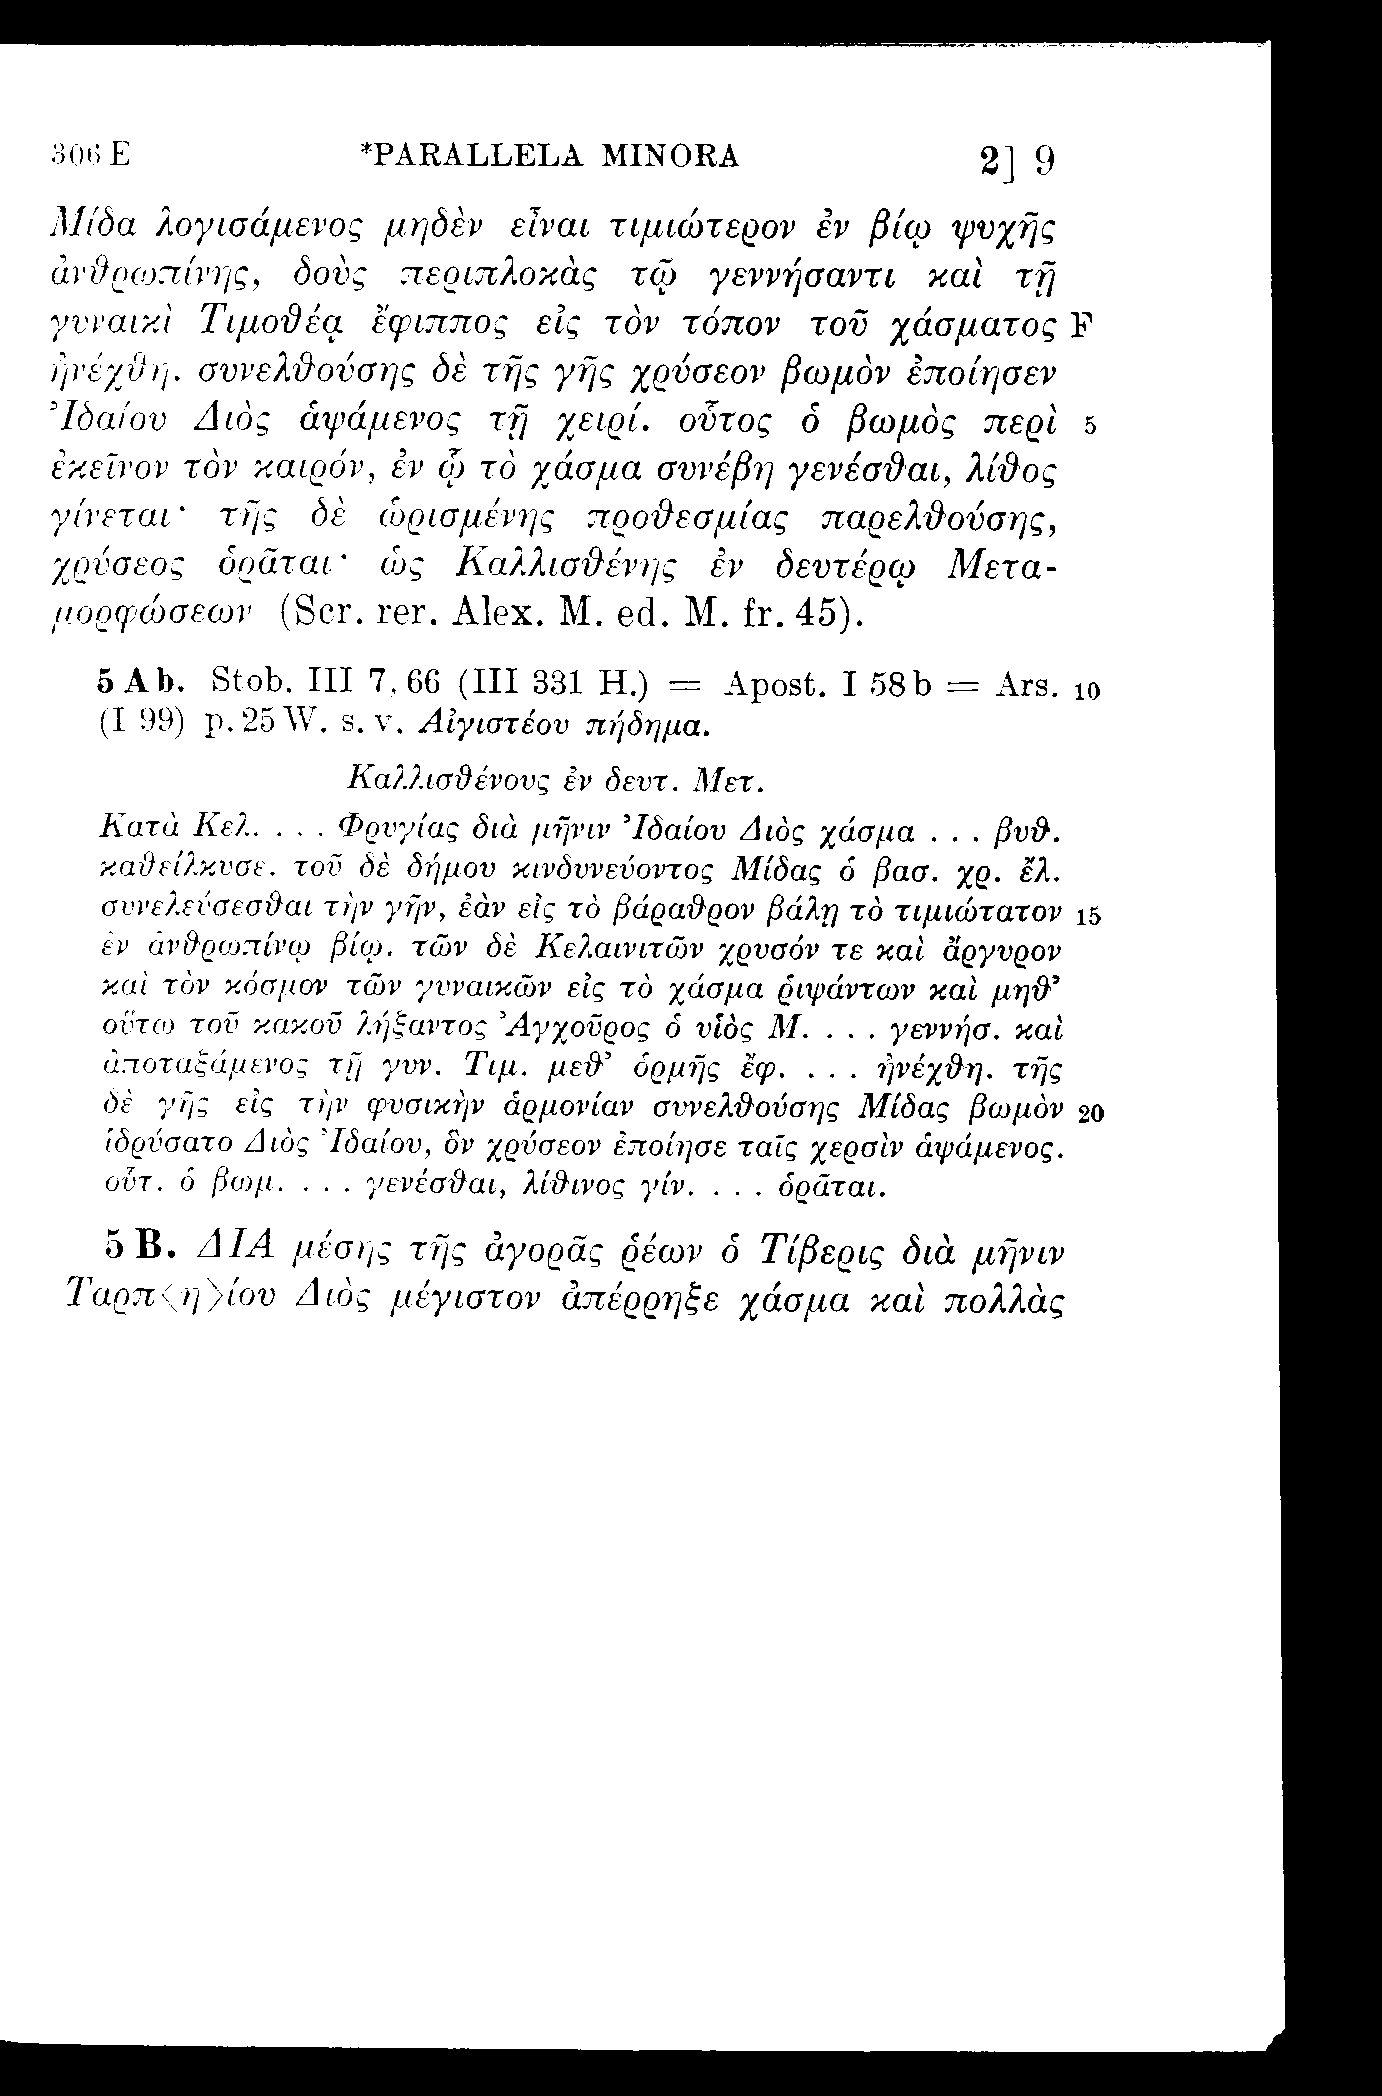 306 E *PARALLELA MINORA 2] 9
Μίδα λογισάμενος μηδὲν εἶναι τιμιώτερον ἐν βίῳ ψυχῆς
ἀνθρωπίνης, δοὺς περιπλοκὰς τῷ γεννήσαντι καὶ τῇ
γυναικὶ Τιμοθέᾳ ἔφιππος εἰς τὸν τόπον τοῦ χάσματος F
ἠνέχθη. συνελθούσης δὲ τῆς γῆς χρύσεον βωμὸν ἐποίησεν
Ἰδαίου Διὸς ἁψάμενος τῇ χειρί. οὗτος ὁ βωμὸς περὶ 5
ἐκεῖνον τὸν καιρόν, ἐν ᾧ τὸ χάσμα συνέβη γενέσθαι, λίθος
γίνεται· τῆς δὲ ὡρισμένης προθεσμίας παρελθούσης,
χρύσεος ὁρᾶται· ὡς Καλλισθένης ἐν δευτέρῳ Μετα-
μορφώσεων (Scr. rer. Alex. M. ed. M. fr. 45).
5 Ab. Stob. III 7, 66 (III 331 H.) = Apost. I 58 b = Ars. 10
(I 99) p. 25 W. s. v. Αἰγιστέου πήδημα.
Καλλισθένους ἐν δευτ. Μετ.
Κατὰ Κελ. . . . Φρυγίας διὰ μῆνιν Ἰδαίου Διὸς χάσμα . . . βυθ.
καθείλκυσε. τοῦ δὲ δήμου κινδυνεύοντος Μίδας ὁ βασ. χρ. ἔλ.
συνελεύσεσθαι τὴν γῆν, ἐὰν εἰς τὸ βάραθρον βάλῃ τὸ τιμιώτατον 15
ἐν ἀνθρωπίνῳ βίῳ. τῶν δὲ Κελαινιτῶν χρυσόν τε καὶ ἄργυρον
καὶ τὸν κόσμον τῶν γυναικῶν εἰς τὸ χάσμα ῥιψάντων καὶ μηθ’
οὕτω τοῦ κακοῦ λήξαντος Ἀγχοῦρος ὁ υἱὸς Μ. . . . γεννήσ. καὶ
ἀποταξάμενος τῇ γυν. Τιμ. μεθ’ ὁρμῆς ἔφ. . . . ἠνέχθη. τῆς
δὲ γῆς εἰς τὴν φυσικὴν ἁρμονίαν συνελθούσης Μίδας βωμὸν 20
ἱδρύσατο Διὸς Ἰδαίου, ὃν χρύσεον ἐποίησε ταῖς χερσὶν ἁψάμενος.
οὗτ. ὁ βωμ. . . . γενέσθαι, λίθινος γίν. . . . ὁρᾶται.
5 B. ΔΙΑ μέσης τῆς ἀγορᾶς ῥέων ὁ Τίβερις διὰ μῆνιν
Ταρπ<η>ίου Διὸς μέγιστον ἀπέρρηξε χάσμα καὶ πολλὰς